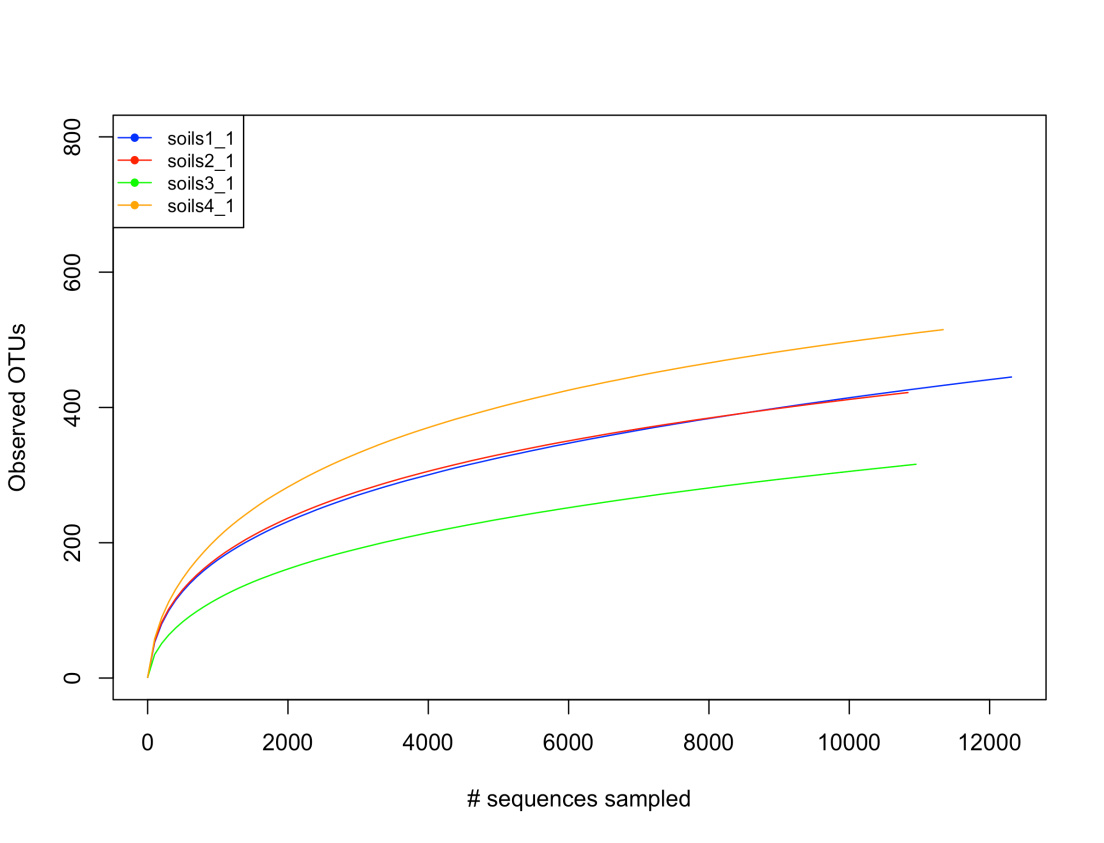 soils1_1
soils2_1
soils3_1
soils4_1
800
600
400
200
0
Observed OTUs
0 2000 4000 6000 8000 10000 12000
# sequences sampled